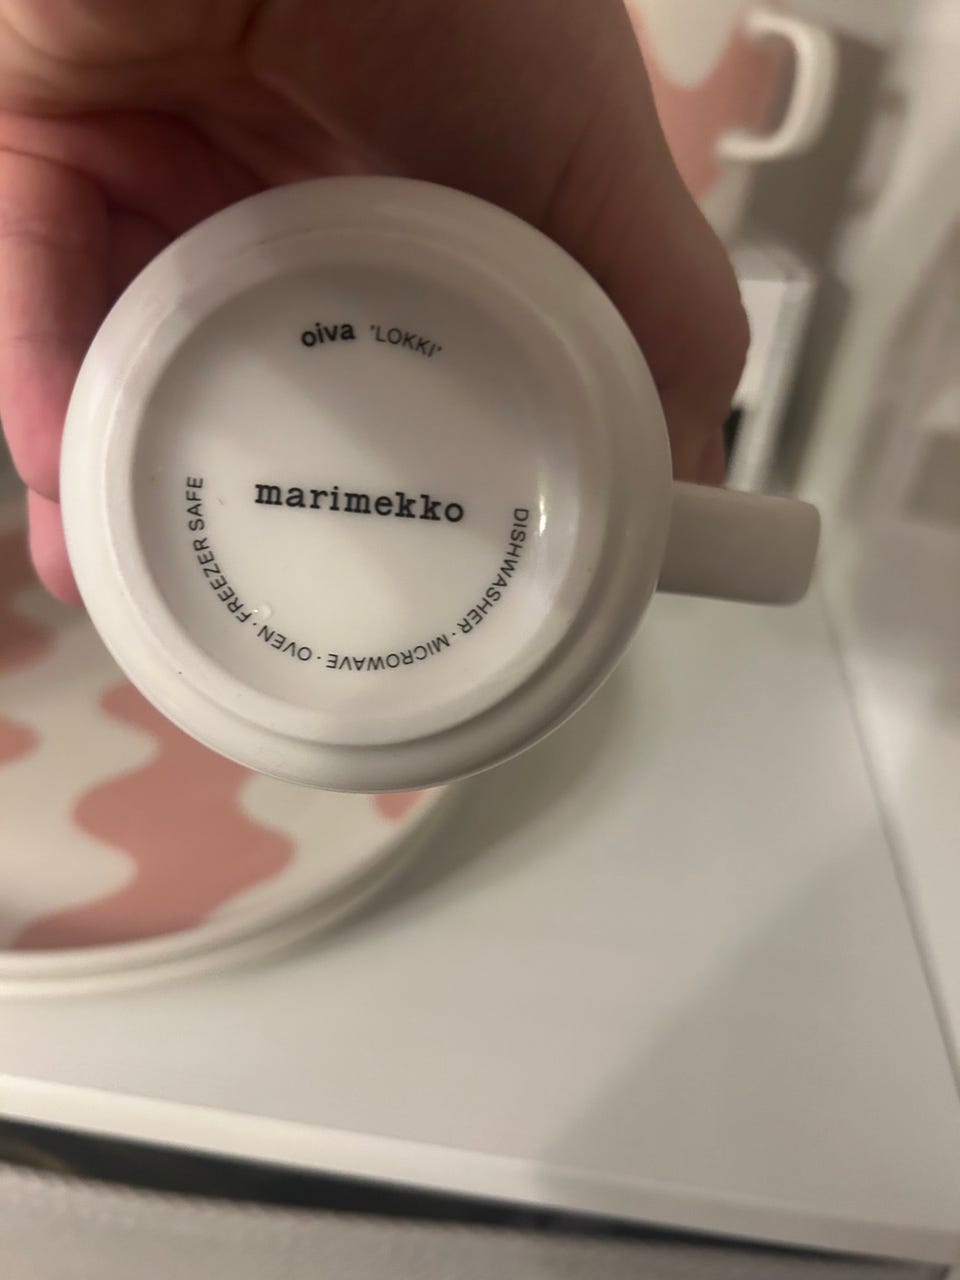 oiva 'LOKKI'
marimekko
DISHWASHER · MICROWAVE · OVEN · FREEZER SAFE